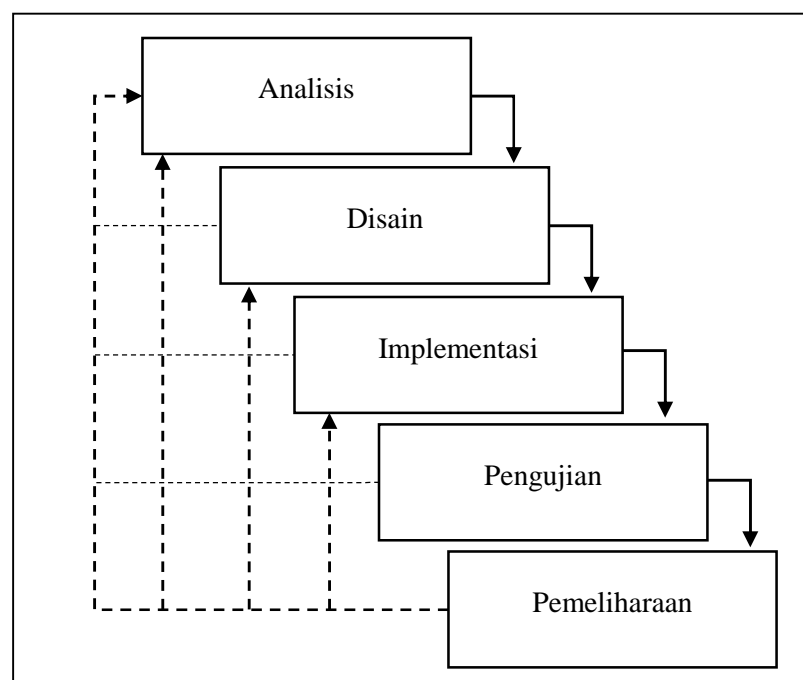 Analisis
Disain
Implementasi
Pengujian
Pemeliharaan